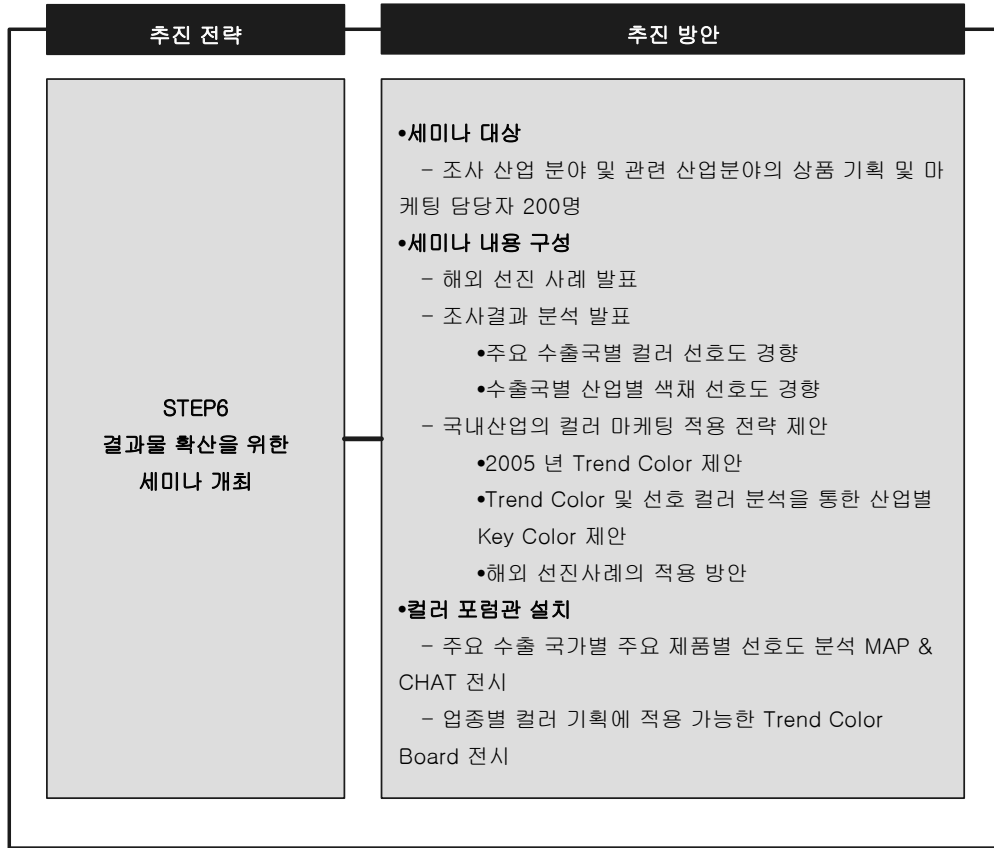 추진 전략
추진 방안
STEP6
결과물 확산을 위한
세미나 개최
•세미나 대상
- 조사 산업 분야 및 관련 산업분야의 상품 기획 및 마
케팅 담당자 200명
•세미나 내용 구성
- 해외 선진 사례 발표
- 조사결과 분석 발표
•주요 수출국별 컬러 선호도 경향
•수출국별 산업별 색채 선호도 경향
- 국내산업의 컬러 마케팅 적용 전략 제안
•2005 년 Trend Color 제안
•Trend Color 및 선호 컬러 분석을 통한 산업별
Key Color 제안
•해외 선진사례의 적용 방안
•컬러 포럼관 설치
- 주요 수출 국가별 주요 제품별 선호도 분석 MAP &
CHAT 전시
- 업종별 컬러 기획에 적용 가능한 Trend Color
Board 전시